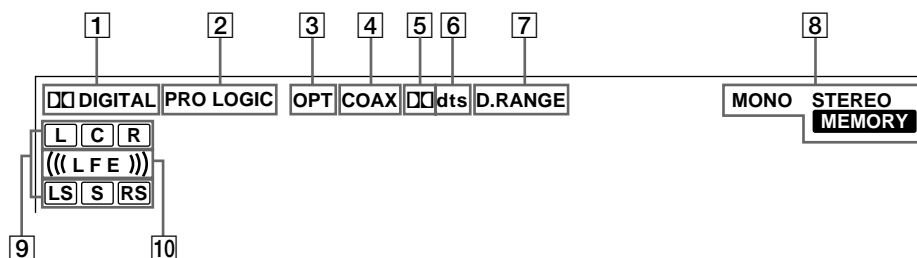 1 2 3 4 5 6 7 8
DIGITAL PRO LOGIC OPT COAX dts D.RANGE MONO STEREO
MEMORY
L C R
((( L F E )))
LS S RS
9 10